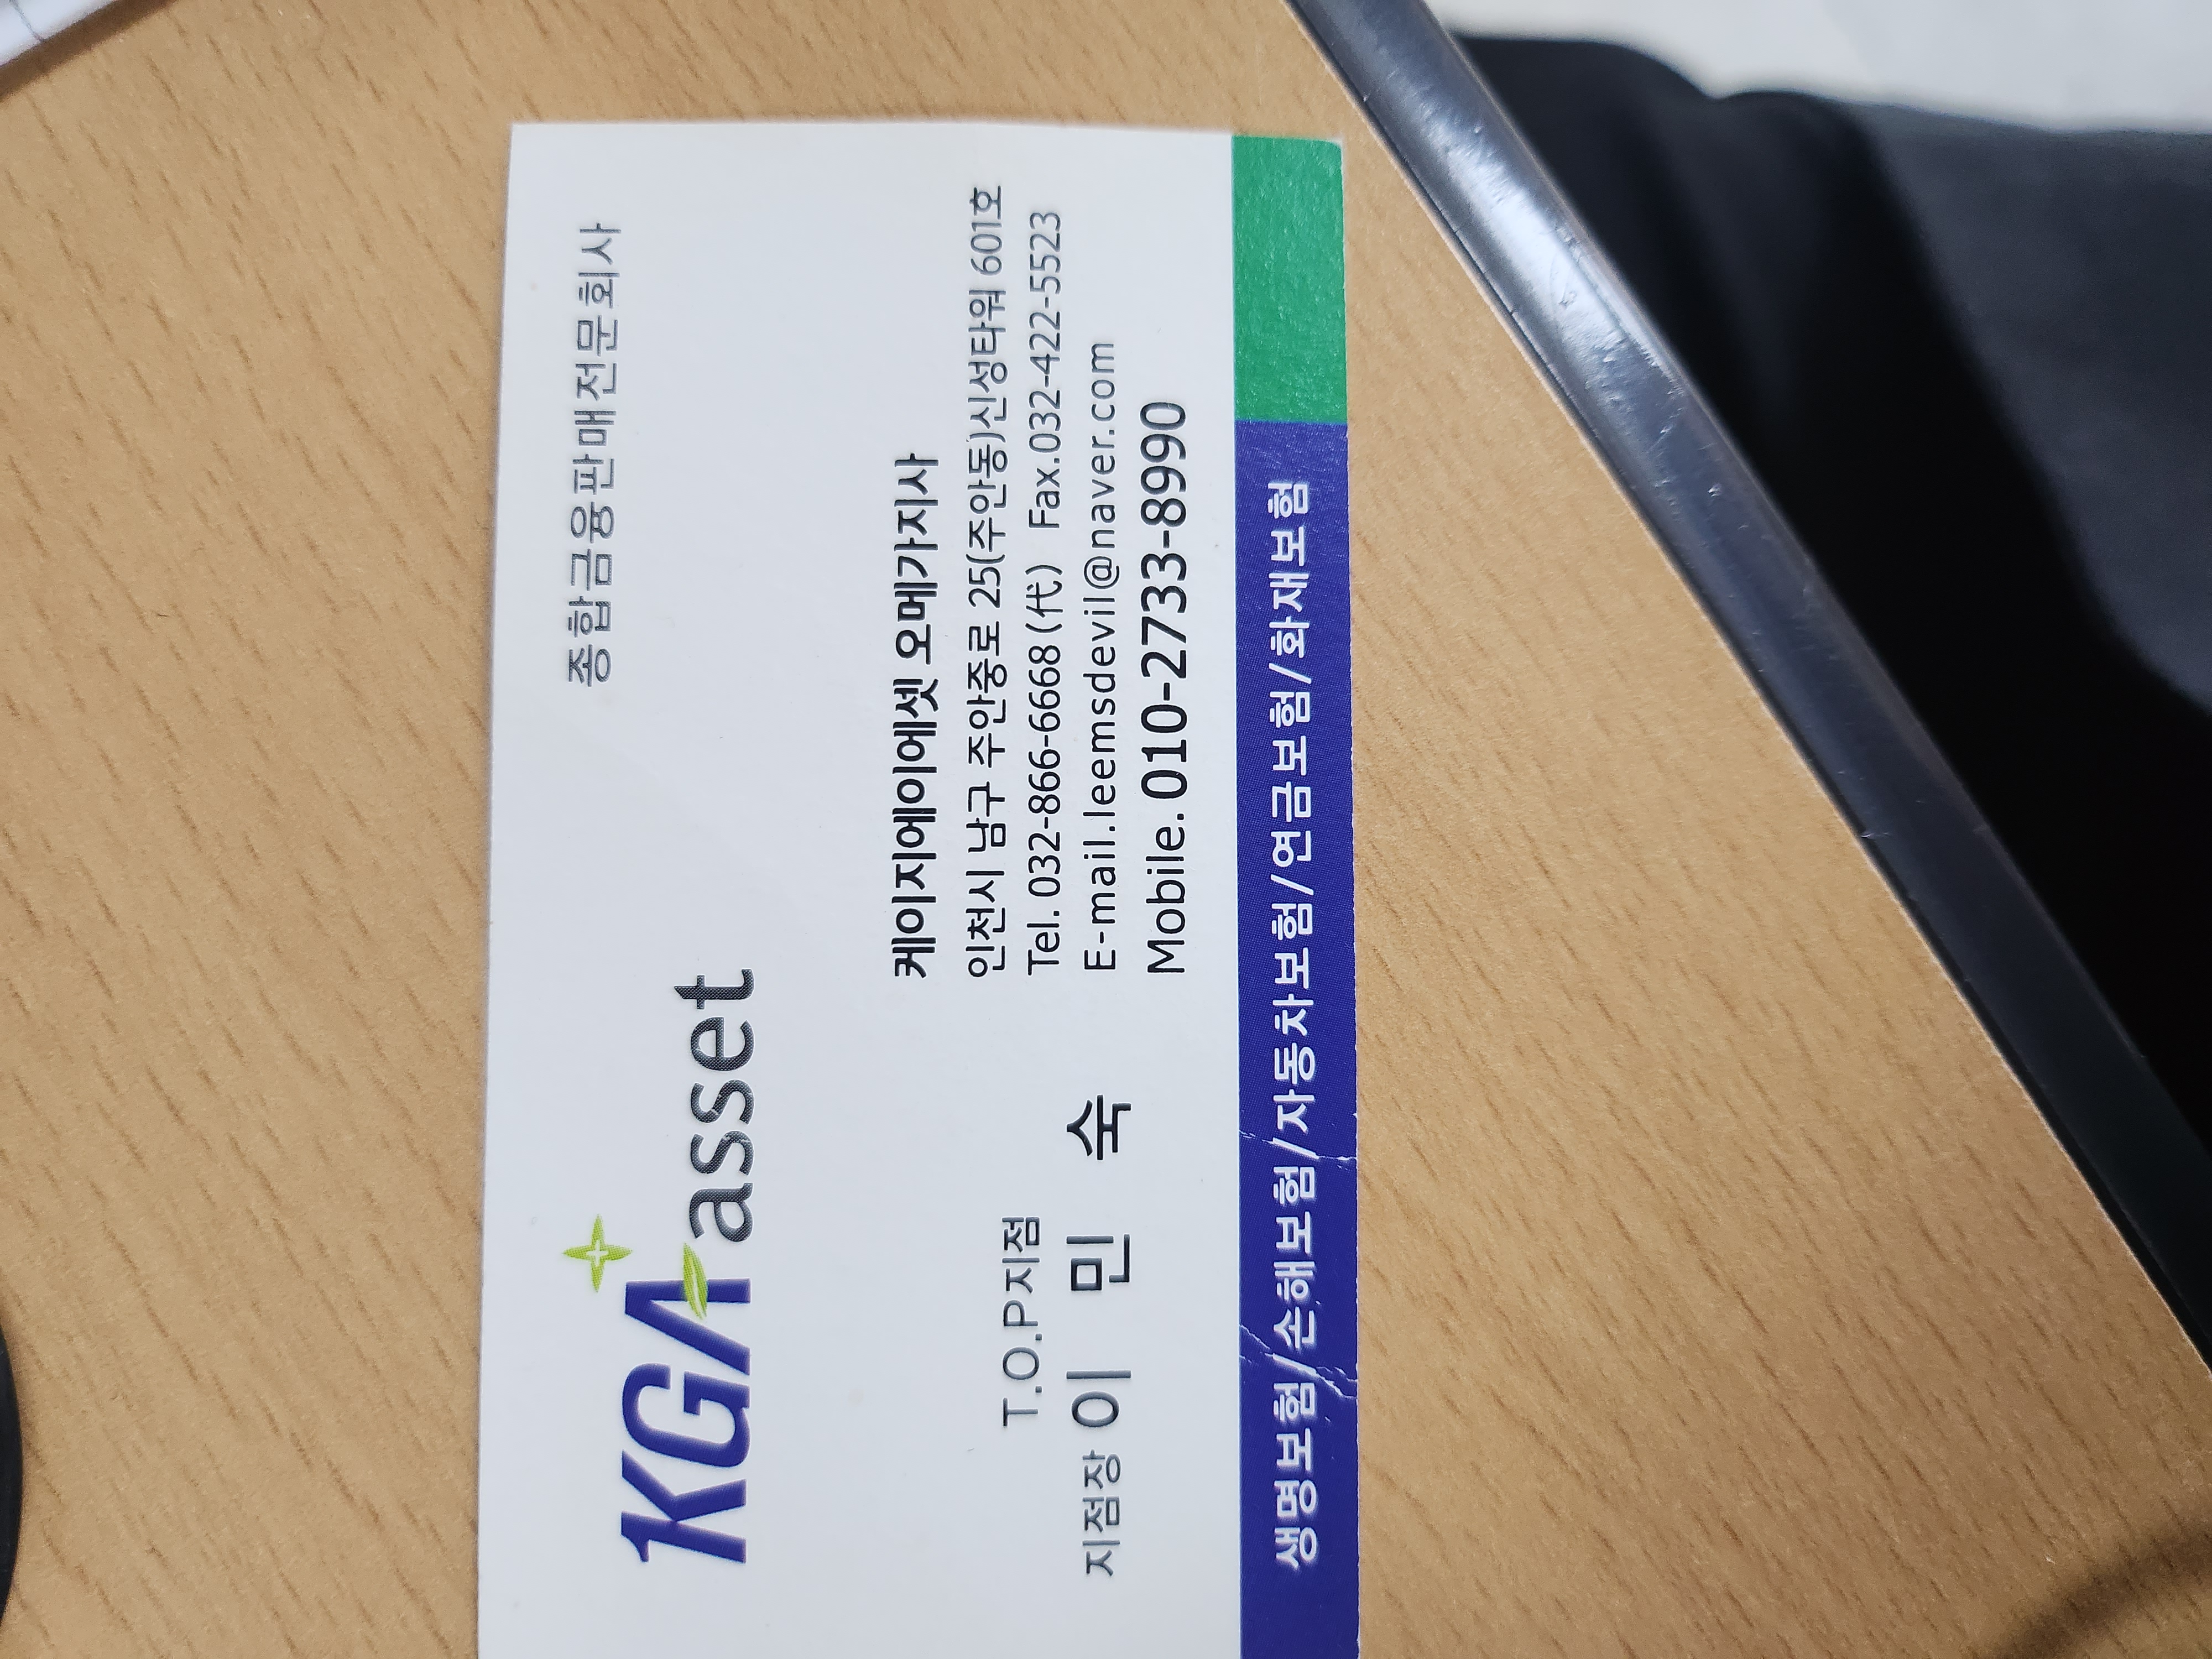 KGA asset
종합금융판매전문회사
T.O.P지점
지점장 이 민 숙
케이지에이에셋 오메가지사
인천시 남구 주안중로 25(주안동)신성타워 601호
Tel. 032-866-6668 (代) Fax.032-422-5523
E-mail.leemsdevil@naver.com
Mobile. 010-2733-8990
생명보험/손해보험/자동차보험/연금보험/화재보험